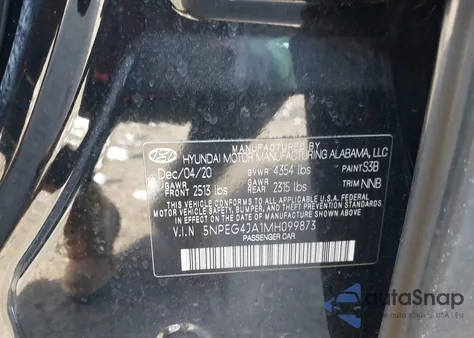 MANUFACTURED BY
HYUNDAI MOTOR MANUFACTURING ALABAMA, LLC
Dec/04/20 GVWR 4354 lbs PAINT S3B
GAWR FRONT 2513 lbs GAWR REAR 2315 lbs TRIM NNB
THIS VEHICLE CONFORMS TO ALL APPLICABLE FEDERAL
MOTOR VEHICLE SAFETY, BUMPER, AND THEFT PREVENTION
STANDARDS IN EFFECT ON THE DATE OF MANUFACTURE SHOWN ABOVE.
V.I.N 5NPEG4JA1MH099873
PASSENGER CAR
autoSnap